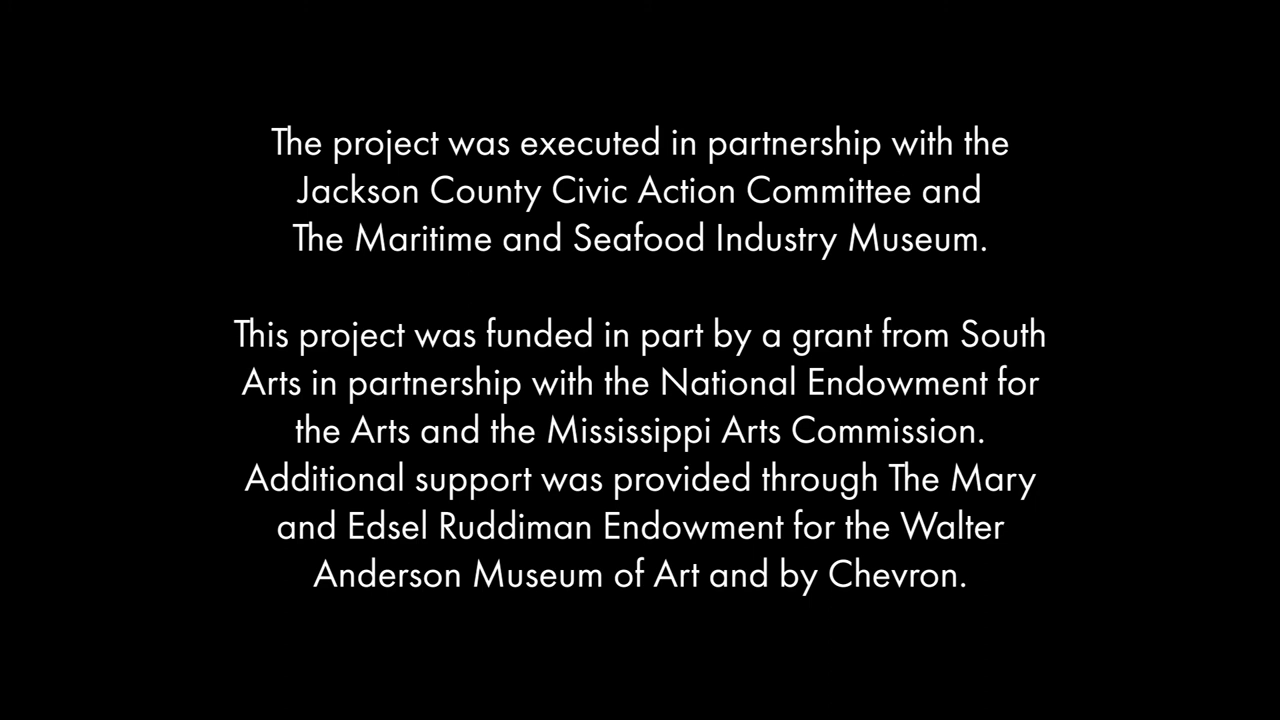 The project was executed in partnership with the
Jackson County Civic Action Committee and
The Maritime and Seafood Industry Museum.
This project was funded in part by a grant from South
Arts in partnership with the National Endowment for
the Arts and the Mississippi Arts Commission.
Additional support was provided through The Mary
and Edsel Ruddiman Endowment for the Walter
Anderson Museum of Art and by Chevron.